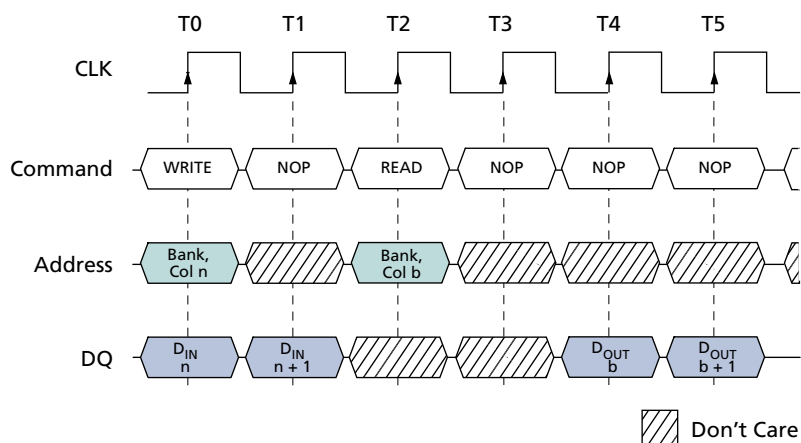 T0 T1 T2 T3 T4 T5
CLK
Command WRITE NOP READ NOP NOP NOP
Address Bank, Col n Bank, Col b
DQ DIN n DIN n + 1 DOUT b DOUT b + 1
Don't Care